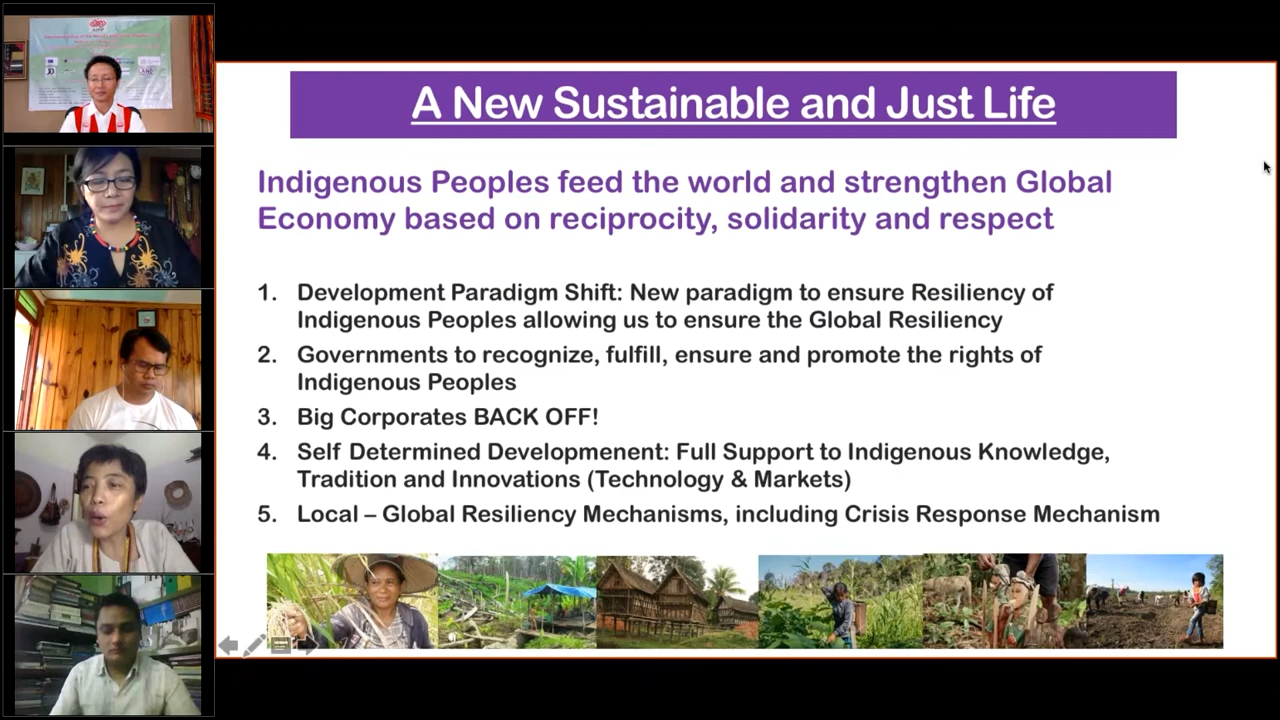 A New Sustainable and Just Life
Indigenous Peoples feed the world and strengthen Global
Economy based on reciprocity, solidarity and respect
1. Development Paradigm Shift: New paradigm to ensure Resiliency of
Indigenous Peoples allowing us to ensure the Global Resiliency
2. Governments to recognize, fulfill, ensure and promote the rights of
Indigenous Peoples
3. Big Corporates BACK OFF!
4. Self Determined Developmenent: Full Support to Indigenous Knowledge,
Tradition and Innovations (Technology & Markets)
5. Local – Global Resiliency Mechanisms, including Crisis Response Mechanism